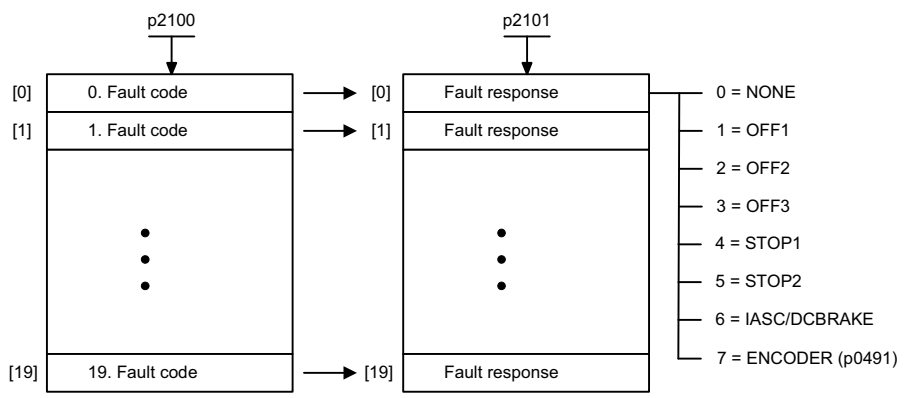 p2100 p2101
[0] 0. Fault code [0] Fault response 0 = NONE
[1] 1. Fault code [1] Fault response 1 = OFF1
2 = OFF2
3 = OFF3
4 = STOP1
5 = STOP2
6 = IASC/DCBRAKE
7 = ENCODER (p0491)
[19] 19. Fault code [19] Fault response